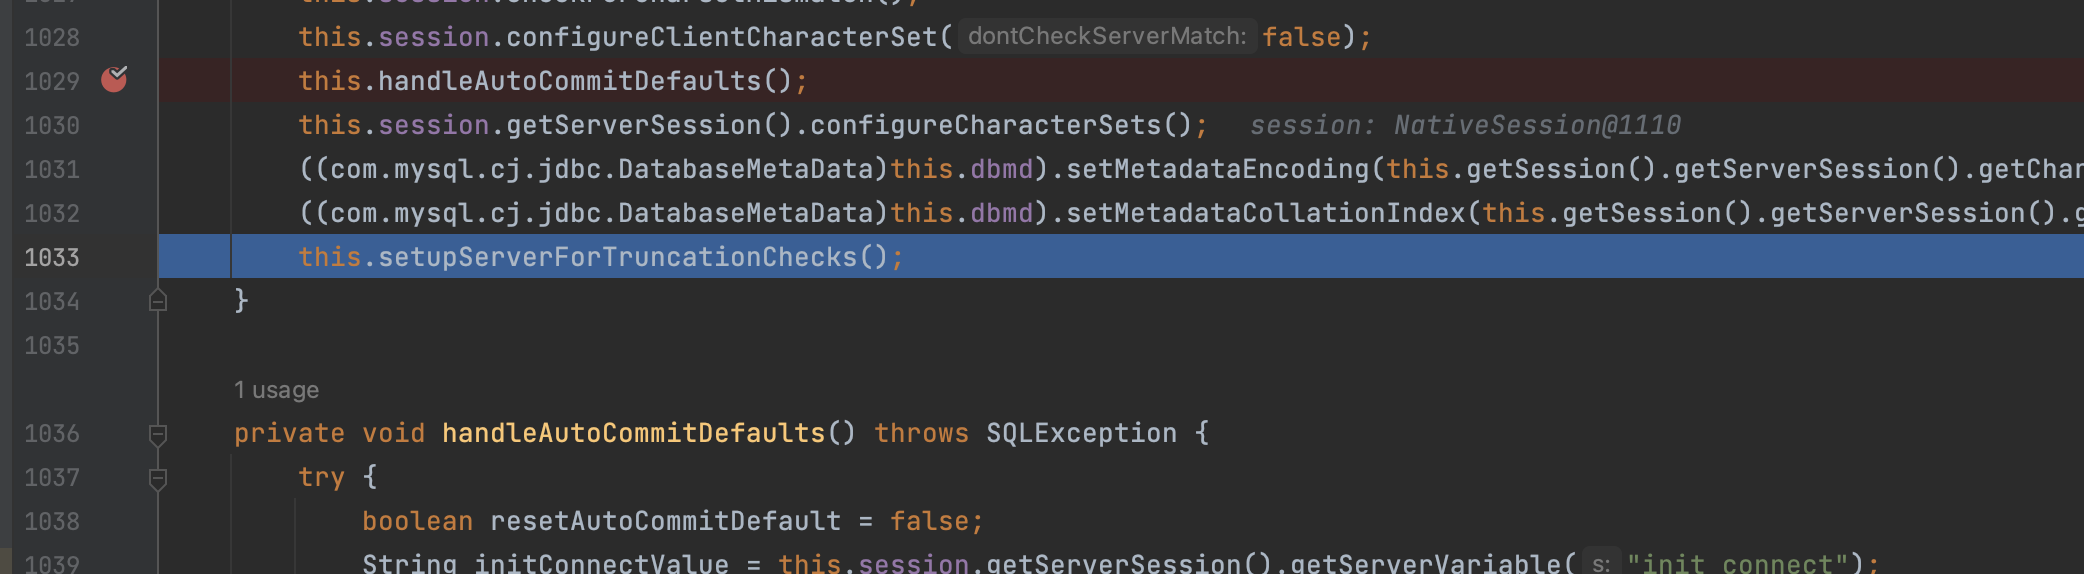 1027 this.session.checkForCharsetMismatch();
1028 this.session.configureClientCharacterSet( dontCheckServerMatch: false);
1029 this.handleAutoCommitDefaults();
1030 this.session.getServerSession().configureCharacterSets(); session: NativeSession@1110
1031 ((com.mysql.cj.jdbc.DatabaseMetaData)this.dbmd).setMetadataEncoding(this.getSession().getServerSession().getChar
1032 ((com.mysql.cj.jdbc.DatabaseMetaData)this.dbmd).setMetadataCollationIndex(this.getSession().getServerSession().g
1033 this.setupServerForTruncationChecks();
1034 }
1035
1 usage
1036 private void handleAutoCommitDefaults() throws SQLException {
1037 try {
1038 boolean resetAutoCommitDefault = false;
1039 String initConnectValue = this.session.getServerSession().getServerVariable( s: "init_connect");